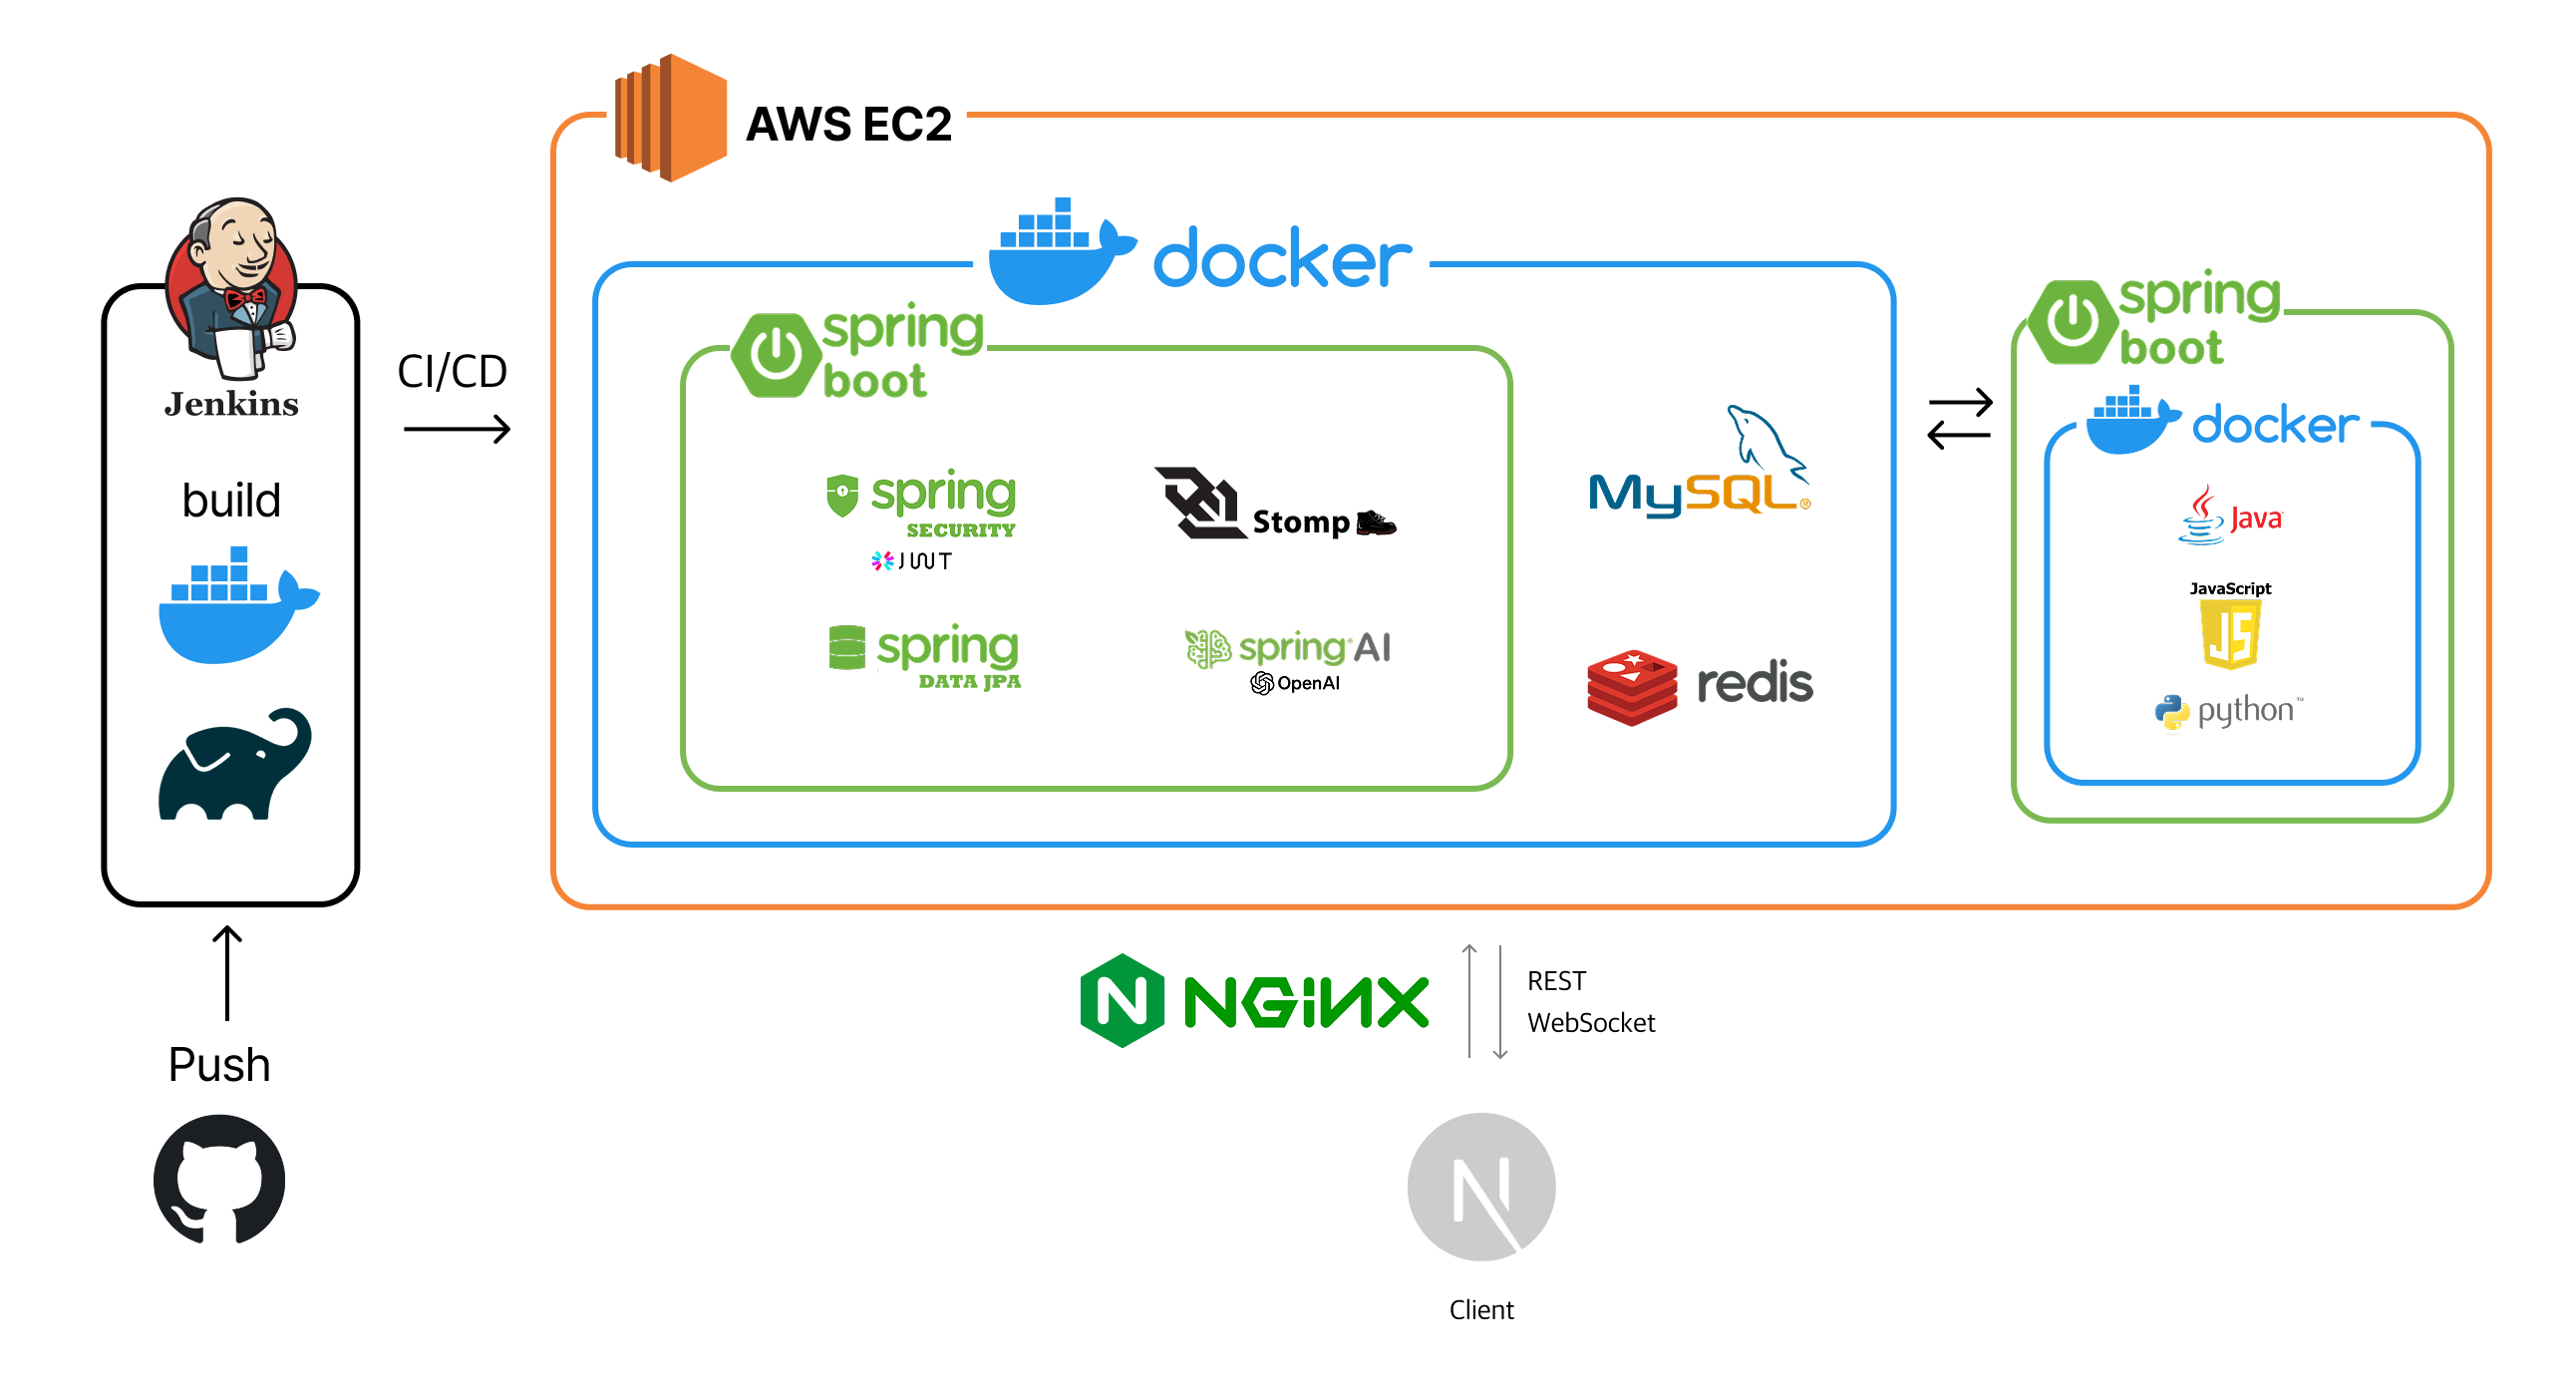 AWS EC2
docker
spring
boot
spring
boot
docker
Jenkins
CI/CD
build
spring
SECURITY
JWT
Stomp
MySQL®
Java
JavaScript
JS
python™
spring
DATA JPA
spring® AI
OpenAI
redis
N NGiNX
REST
WebSocket
Push
N
Client